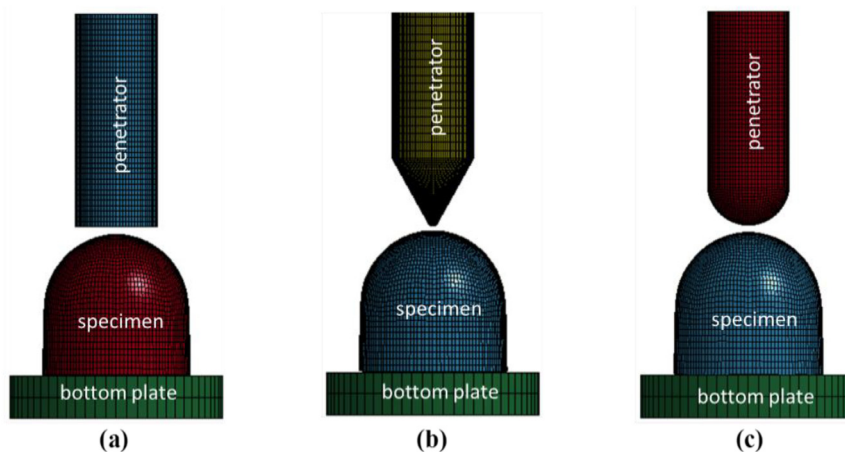 penetrator
specimen
bottom plate
(a)
penetrator
specimen
bottom plate
(b)
penetrator
specimen
bottom plate
(c)